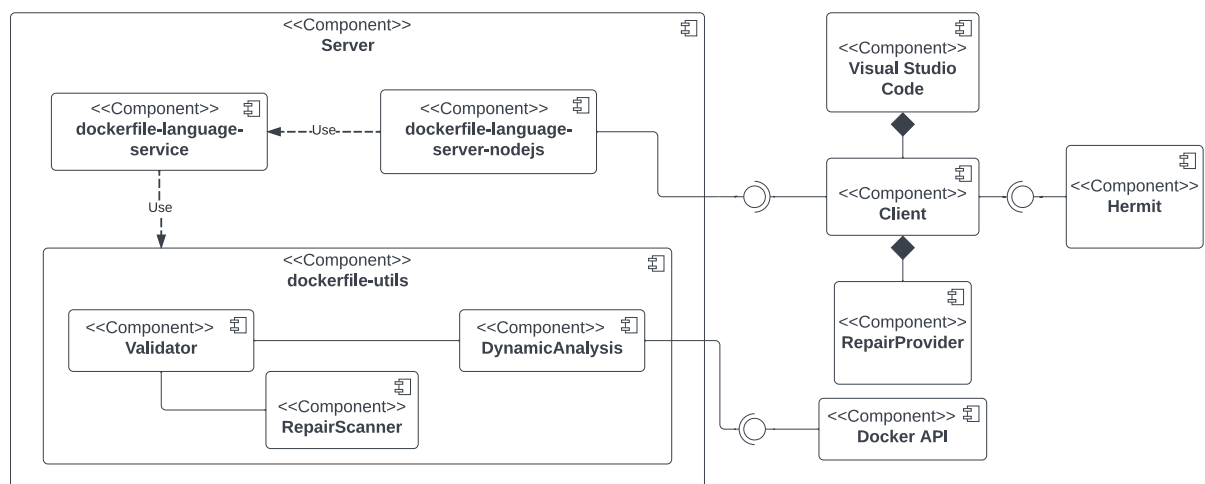 <<Component>>
Server
<<Component>>
dockerfile-language-
service
Use
<<Component>>
dockerfile-language-
server-nodejs
Use
<<Component>>
dockerfile-utils
<<Component>>
Validator
<<Component>>
DynamicAnalysis
<<Component>>
RepairScanner
<<Component>>
Visual Studio
Code
<<Component>>
Client
<<Component>>
Hermit
<<Component>>
RepairProvider
<<Component>>
Docker API